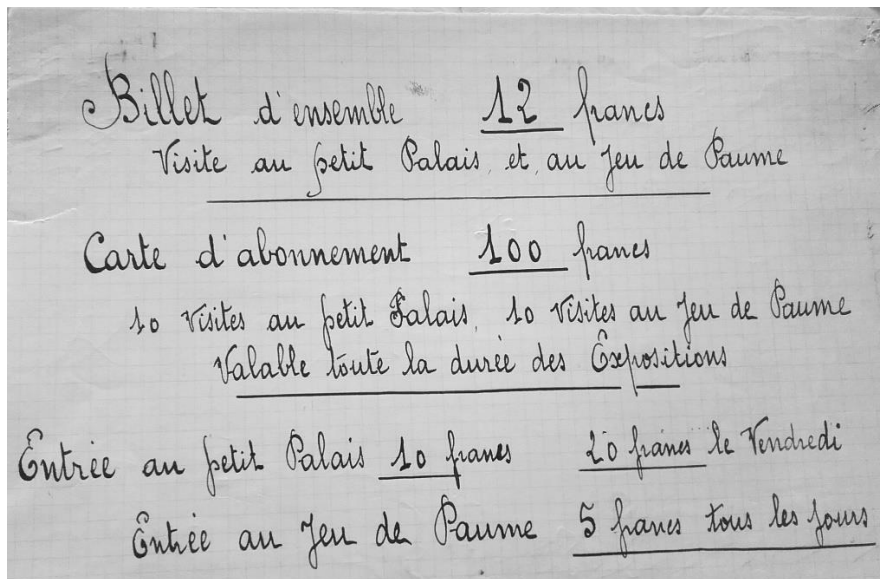 Billet d'ensemble 12 francs
Visite au petit Palais, et, au Jeu de Paume
Carte d'abonnement 100 francs
10 Visites au petit Palais, 10 Visites au Jeu de Paume
Valable toute la durée des Expositions
Entrée au petit Palais 10 francs 20 francs le Vendredi
Entrée au Jeu de Paume 5 francs tous les jours